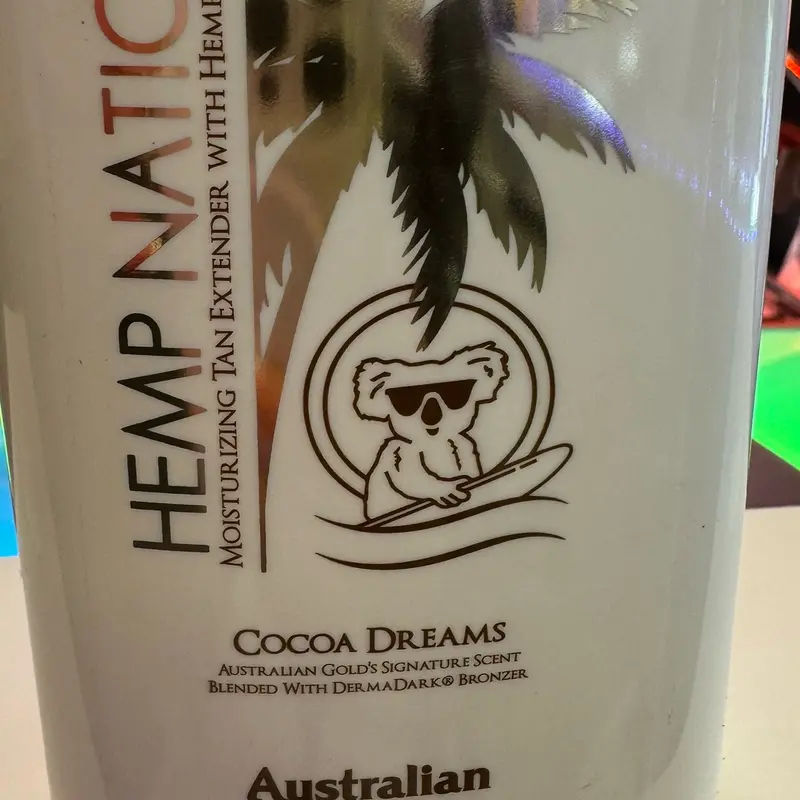 HEMP NATIO
MOISTURIZING TAN EXTENDER WITH HEMP
COCOA DREAMS
AUSTRALIAN GOLD'S SIGNATURE SCENT
BLENDED WITH DERMADARK® BRONZER
Australian